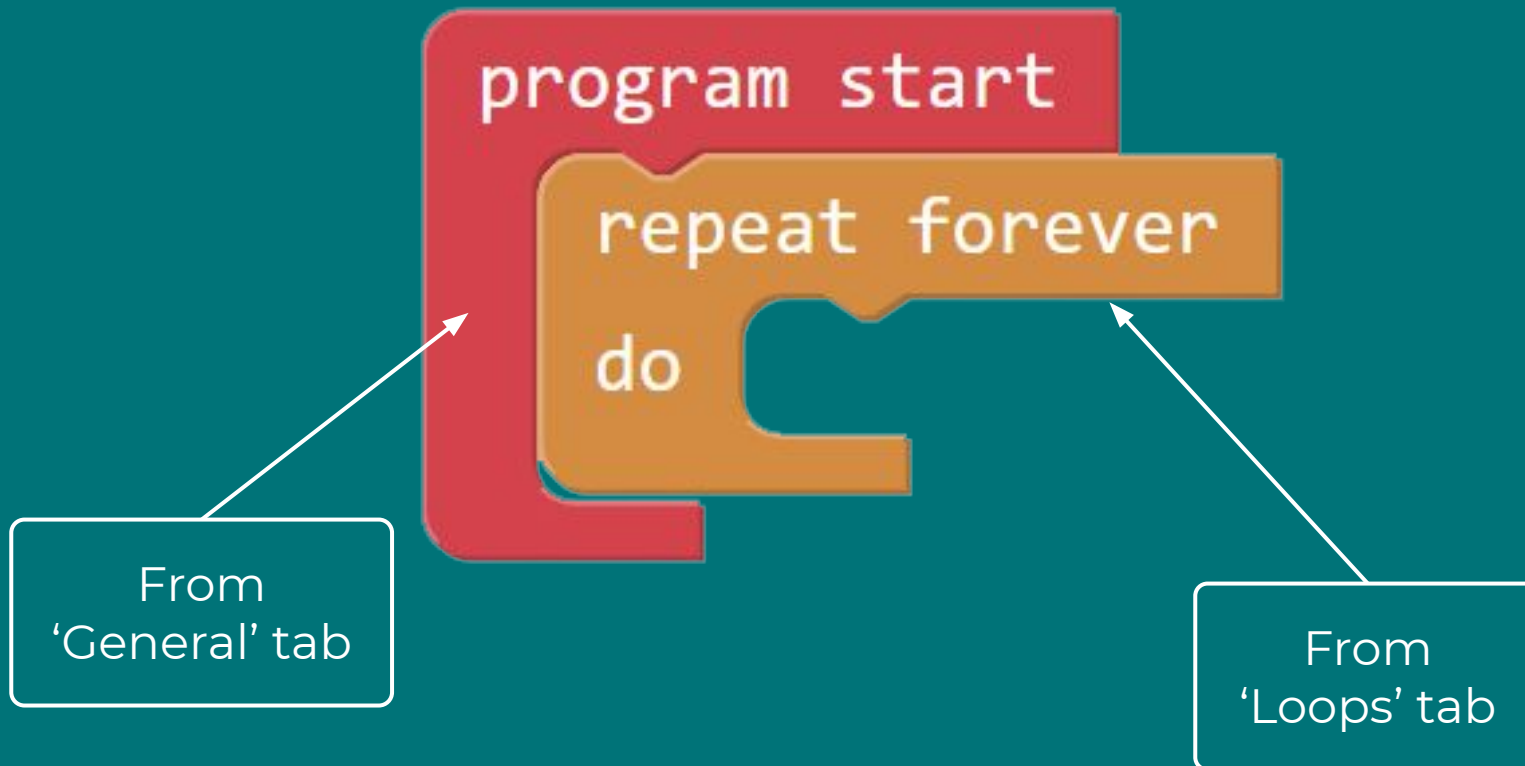 program start
repeat forever
do
From
‘General’ tab
From
‘Loops’ tab